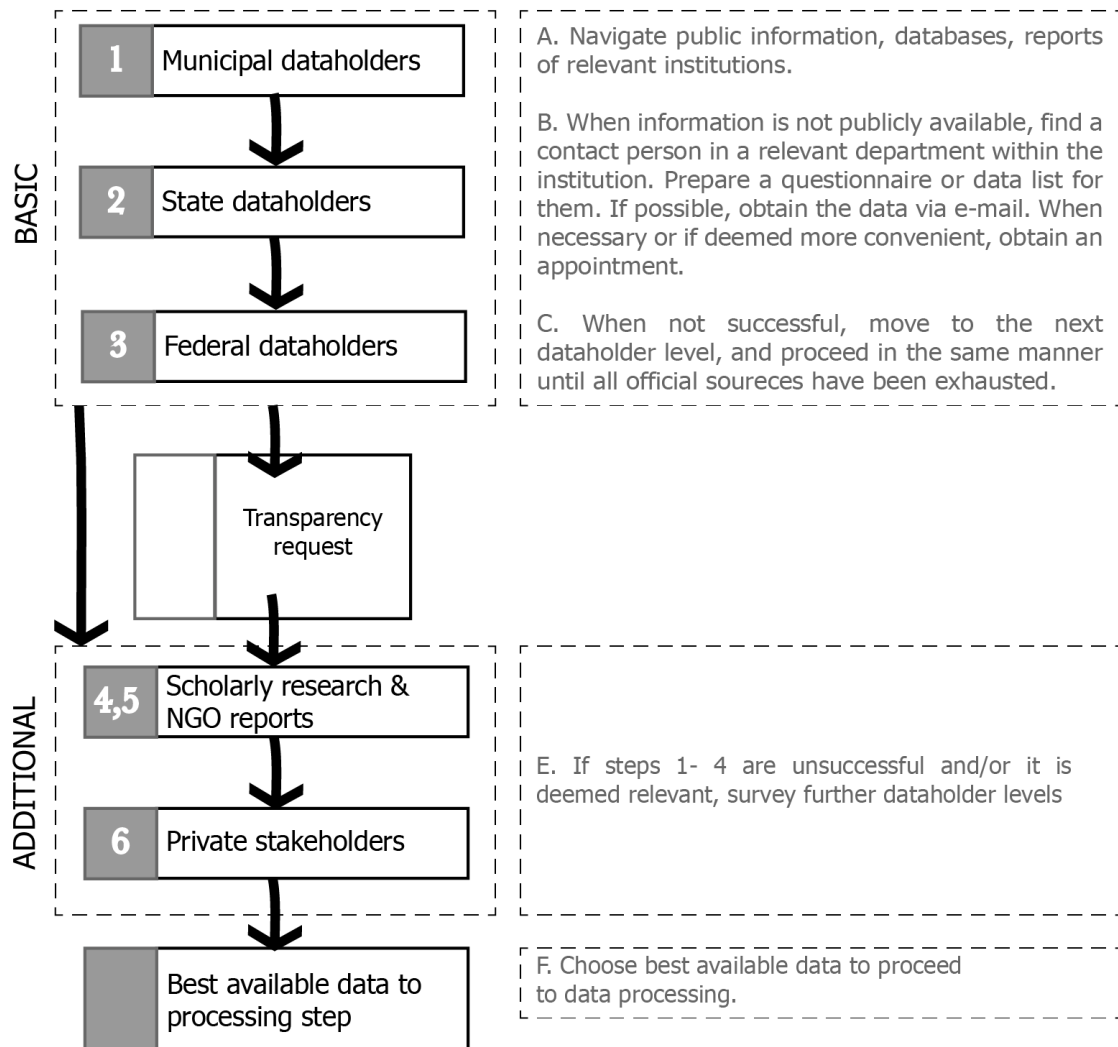 BASIC
1 Municipal dataholders
2 State dataholders
3 Federal dataholders
A. Navigate public information, databases, reports
of relevant institutions.
B. When information is not publicly available, find a
contact person in a relevant department within the
institution. Prepare a questionnaire or data list for
them. If possible, obtain the data via e-mail. When
necessary or if deemed more convenient, obtain an
appointment.
C. When not successful, move to the next
dataholder level, and proceed in the same manner
until all official soureces have been exhausted.
Transparency
request
ADDITIONAL
4,5 Scholarly research &
NGO reports
6 Private stakeholders
E. If steps 1- 4 are unsuccessful and/or it is
deemed relevant, survey further dataholder levels
Best available data to
processing step
F. Choose best available data to proceed
to data processing.